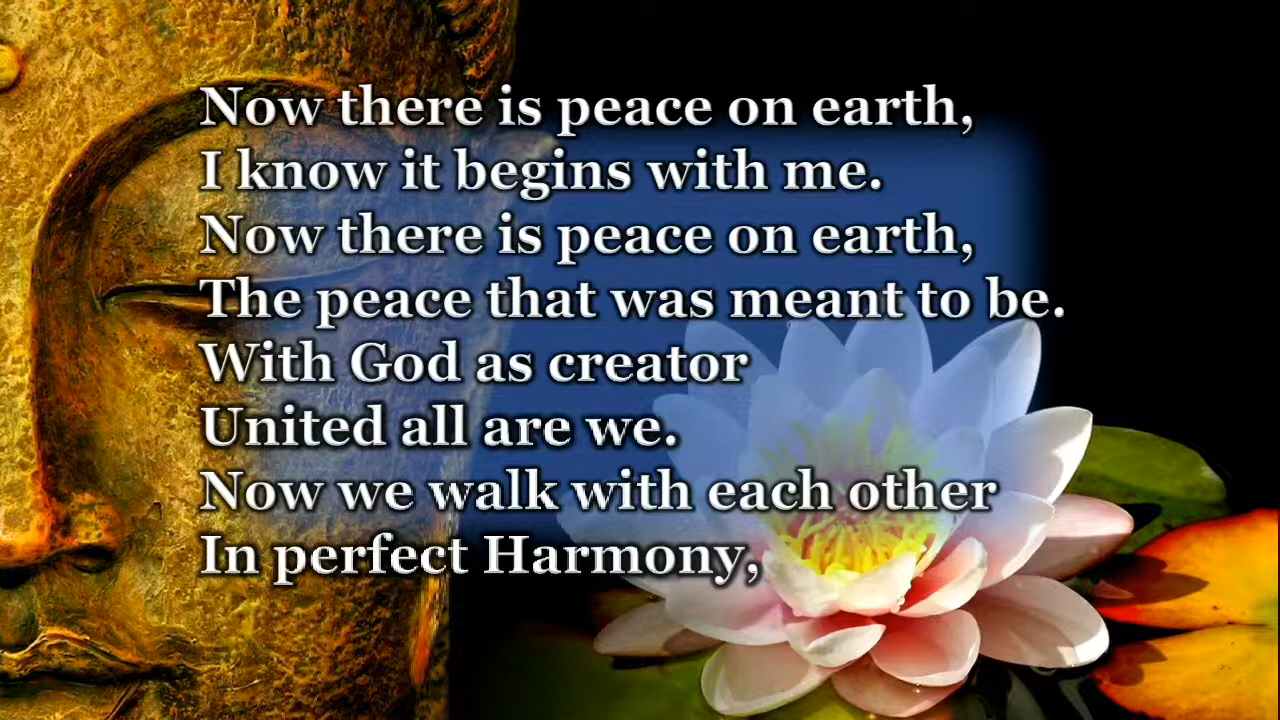 Now there is peace on earth,
I know it begins with me.
Now there is peace on earth,
The peace that was meant to be.
With God as creator
United all are we.
Now we walk with each other
In perfect Harmony,